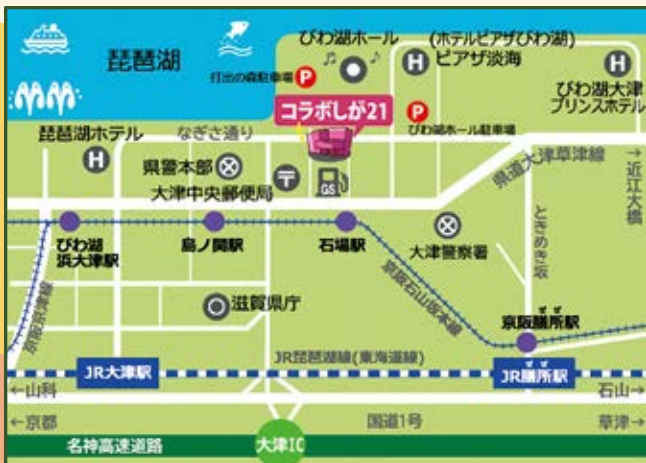 びわ湖ホール
(ホテルピアザびわ湖)
ピアザ淡海
H
H
琵琶湖
打出の森駐車場
P
コラボしが21
P
びわ湖ホール駐車場
びわ湖大津
プリンスホテル
琵琶湖ホテル
H
なぎさ通り
県警本部
大津中央郵便局
GS
県道大津草津線
→近江大橋
びわ湖
浜大津駅
島ノ関駅
石場駅
大津警察署
ときめき坂
京阪京津線
滋賀県庁
京阪石山坂本線
ぜぜ
京阪膳所駅
JR大津駅
JR琵琶湖線(東海道線)
ぜぜ
JR膳所駅
←山科
石山→
←京都
国道1号
草津→
名神高速道路
大津IC